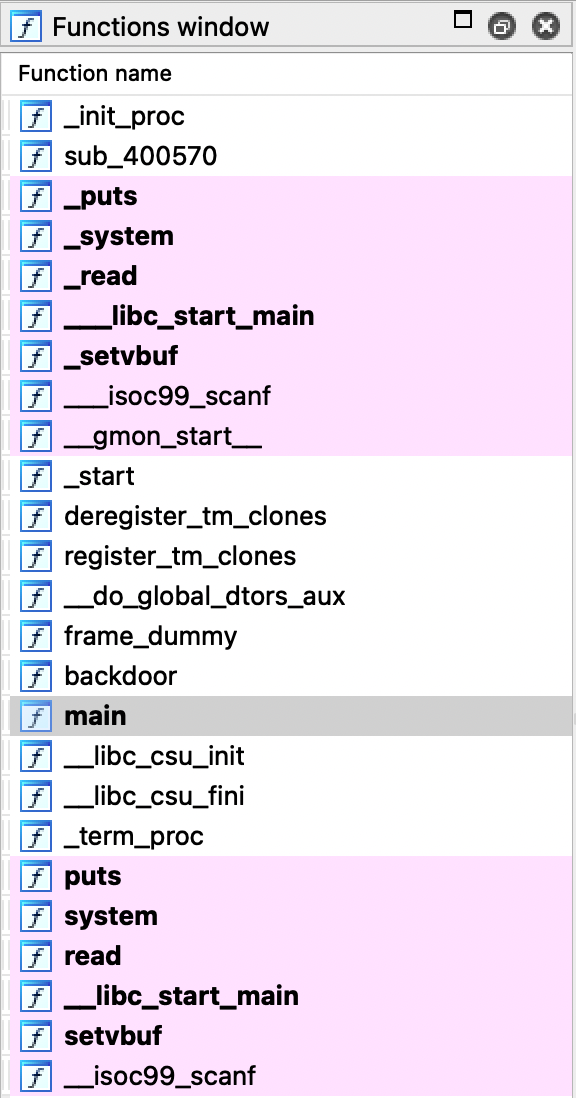 Functions window
Function name
_init_proc
sub_400570
_puts
_system
_read
___libc_start_main
_setvbuf
___isoc99_scanf
__gmon_start__
_start
deregister_tm_clones
register_tm_clones
__do_global_dtors_aux
frame_dummy
backdoor
main
__libc_csu_init
__libc_csu_fini
_term_proc
puts
system
read
__libc_start_main
setvbuf
__isoc99_scanf